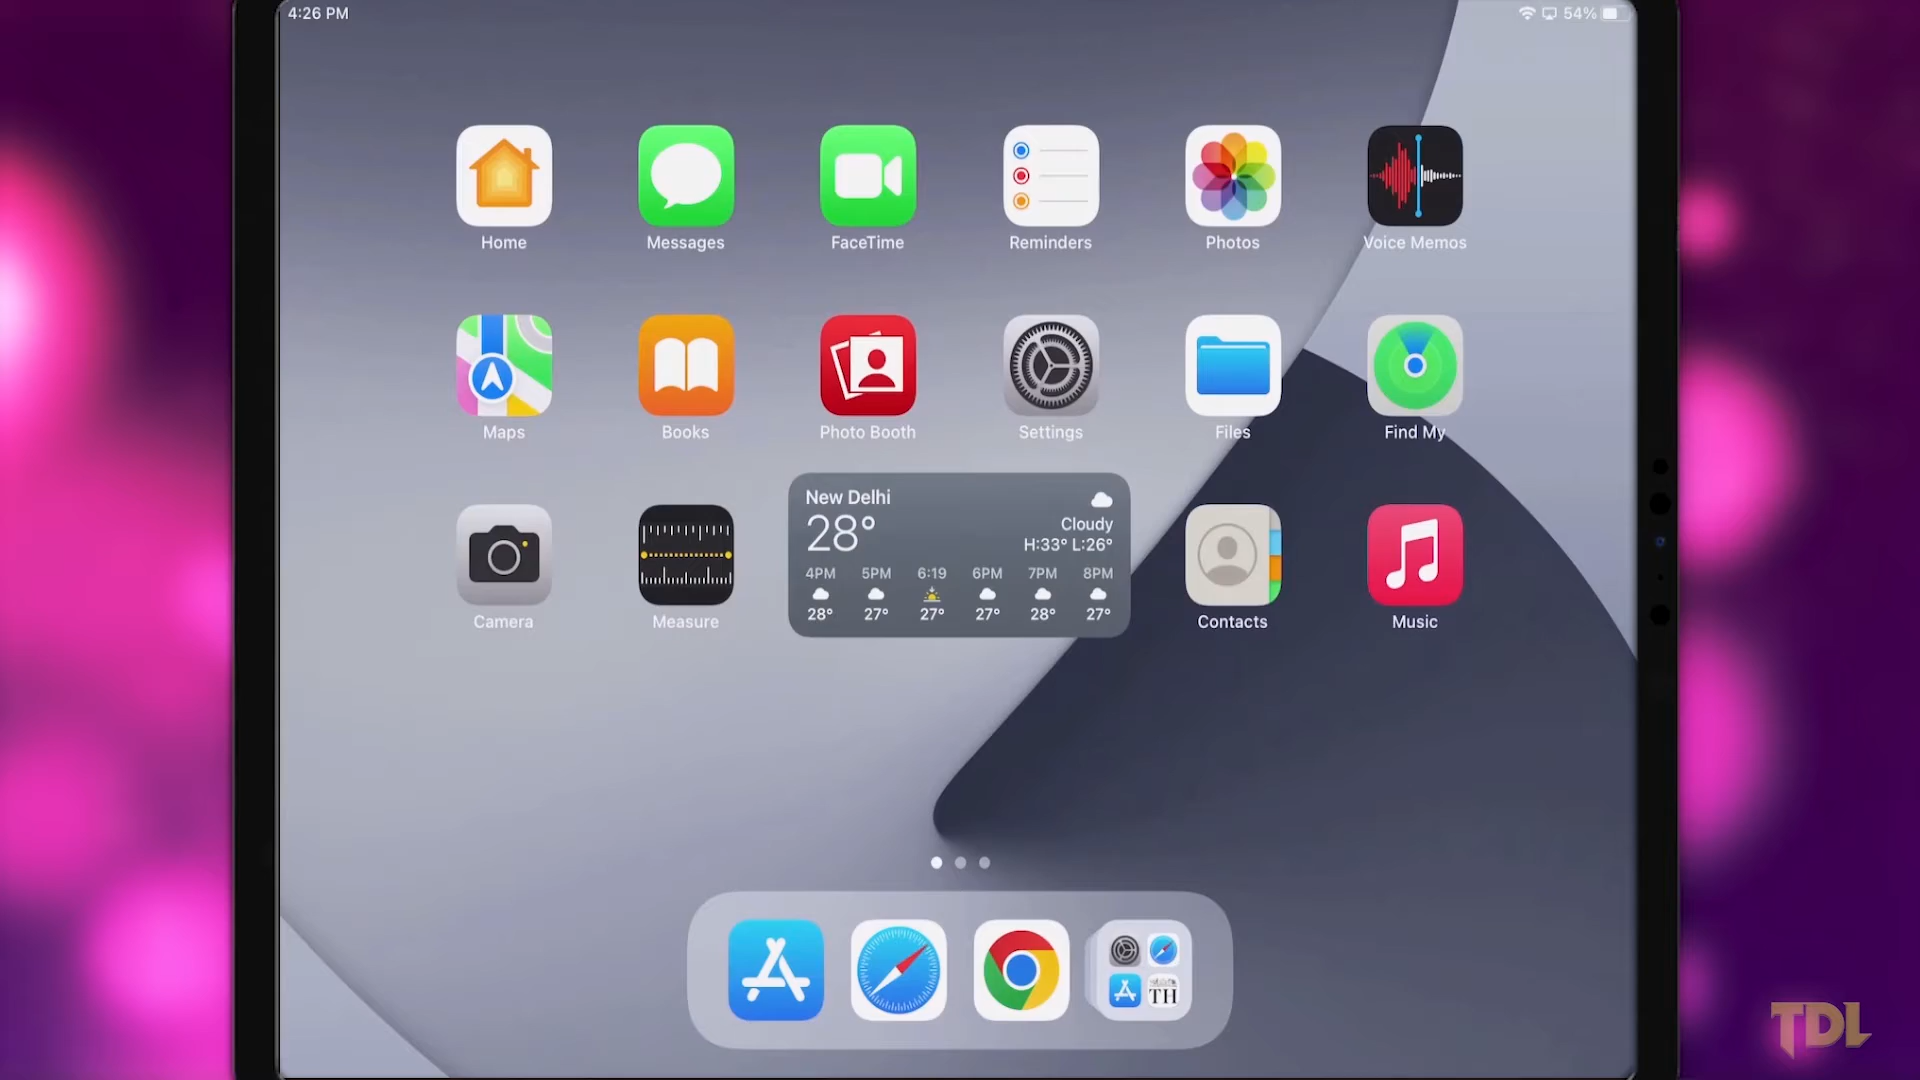 4:26 PM
54%
Home
Messages
FaceTime
Reminders
Photos
Voice Memos
Maps
Books
Photo Booth
Settings
Files
Find My
New Delhi
28°
Cloudy
H:33° L:26°
4PM 5PM 6:19 6PM 7PM 8PM
28° 27° 27° 27° 28° 27°
Camera
Measure
Contacts
Music
TH
TDL